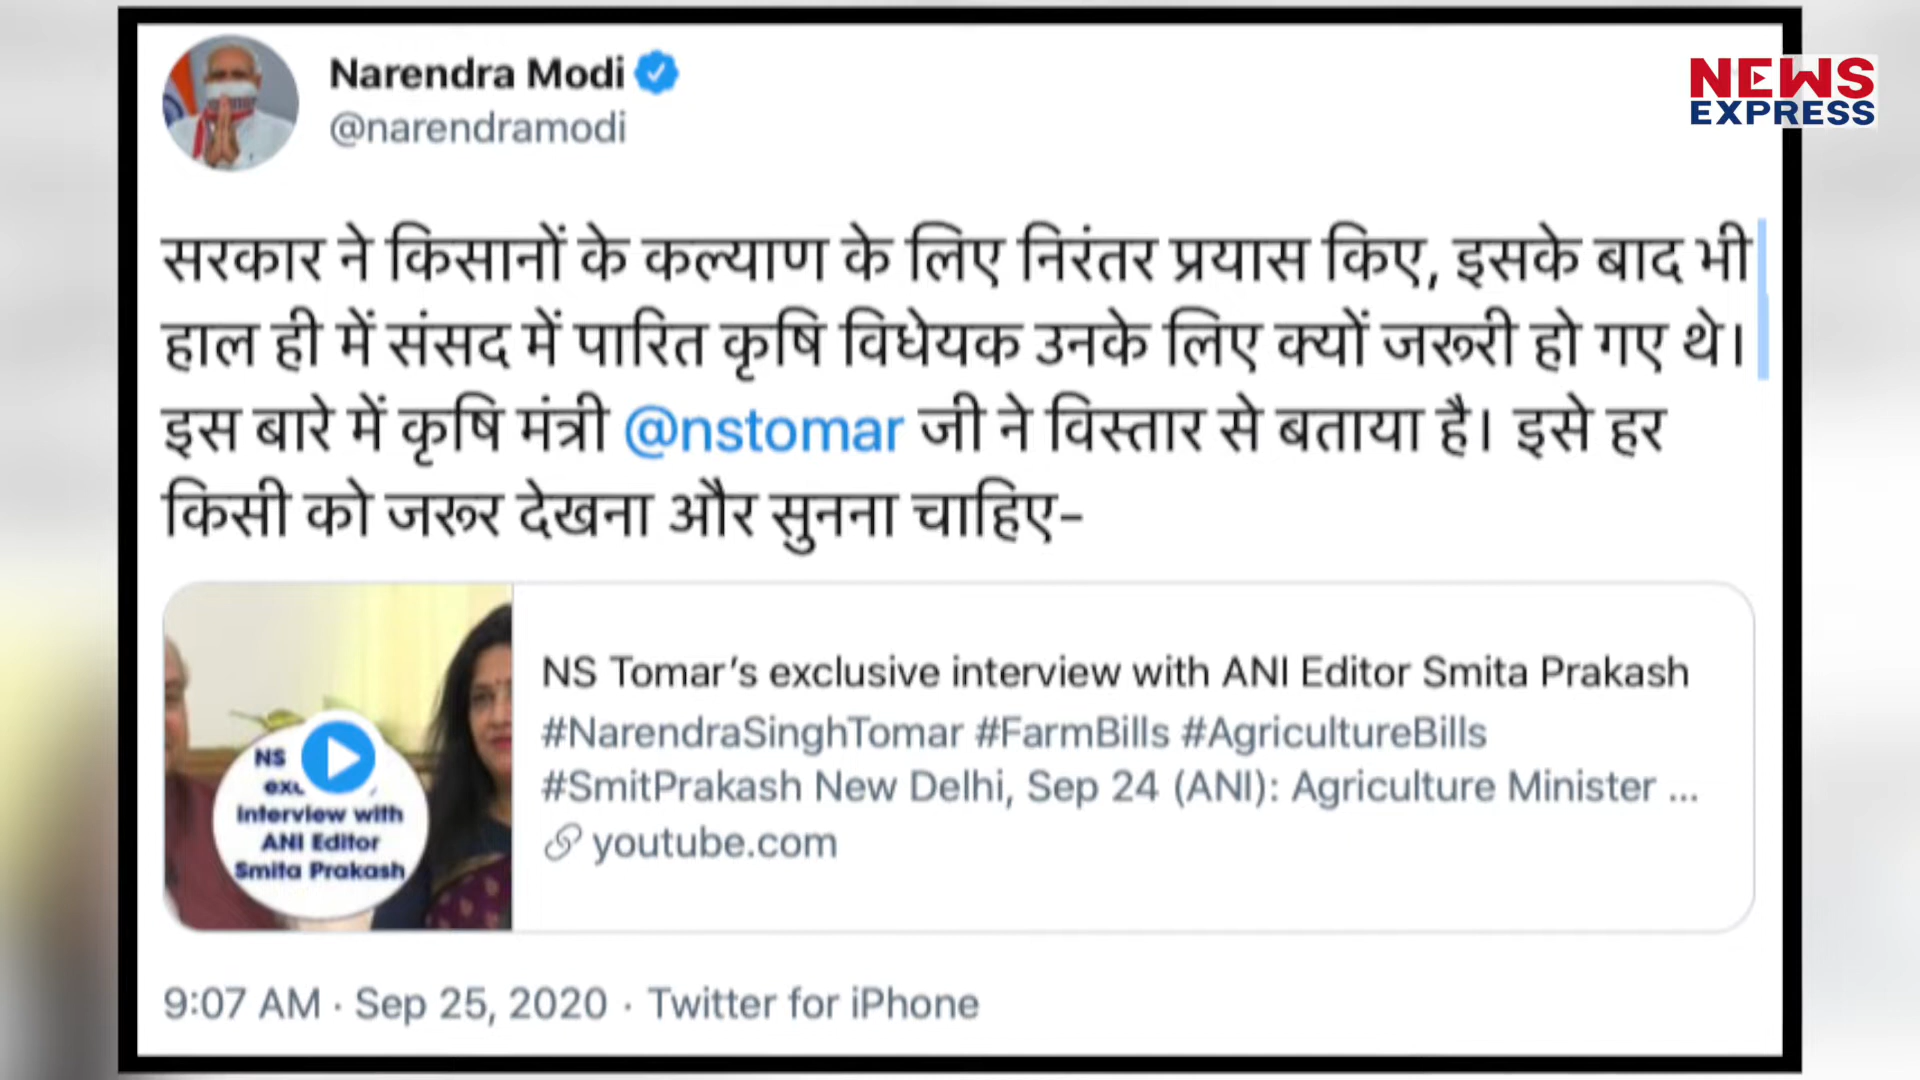 Narendra Modi
@narendramodi
NEWS
EXPRESS
सरकार ने किसानों के कल्याण के लिए निरंतर प्रयास किए, इसके बाद भी
हाल ही में संसद में पारित कृषि विधेयक उनके लिए क्यों जरूरी हो गए थे।
इस बारे में कृषि मंत्री @nstomar जी ने विस्तार से बताया है। इसे हर
किसी को जरूर देखना और सुनना चाहिए-
NS
Interview with
ANI Editor
Smita Prakash
NS Tomar's exclusive interview with ANI Editor Smita Prakash
#NarendraSinghTomar #FarmBills #AgricultureBills
#SmitPrakash New Delhi, Sep 24 (ANI): Agriculture Minister ...
youtube.com
9:07 AM · Sep 25, 2020 · Twitter for iPhone